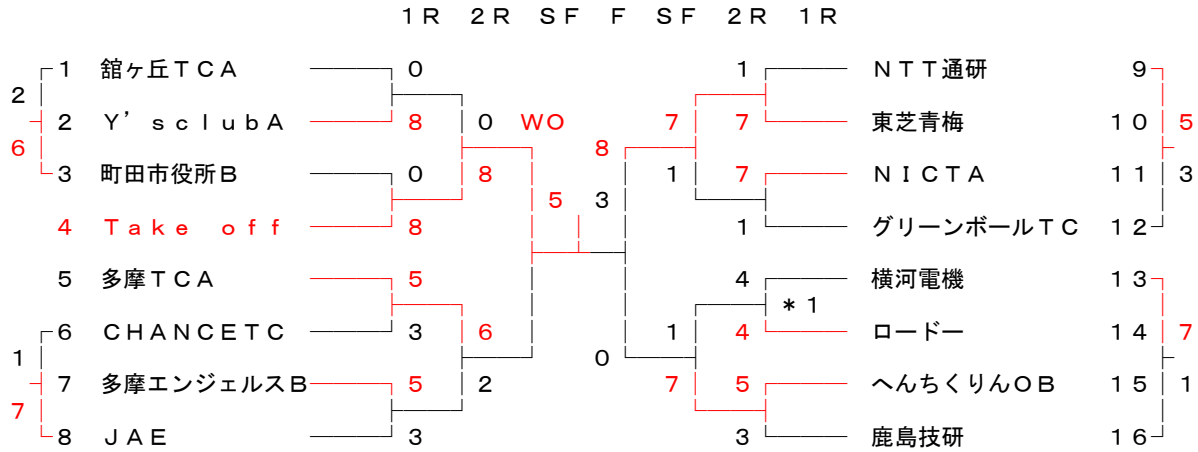 １Ｒ ２Ｒ ＳＦ Ｆ ＳＦ ２Ｒ １Ｒ
１ 舘ヶ丘ＴＣＡ ０ １ ＮＴＴ通研 ９
２
２ Ｙ’ｓｃｌｕｂＡ ８ ０ ＷＯ ７ ７ 東芝青梅 １０ ５
６ ８
３ 町田市役所Ｂ ０ ８ １ ７ ＮＩＣＴＡ １１ ３
５ ３
４ Ｔａｋｅ ｏｆｆ ８ １ グリーンボールＴＣ １２
５ 多摩ＴＣＡ ５ ４ 横河電機 １３
＊１
６ ＣＨＡＮＣＥＴＣ ３ ６ １ ４ ロードー １４ ７
１ ０
７ 多摩エンジェルスＢ ５ ２ ７ ５ へんちくりんＯＢ １５ １
７
８ ＪＡＥ ３ ３ 鹿島技研 １６